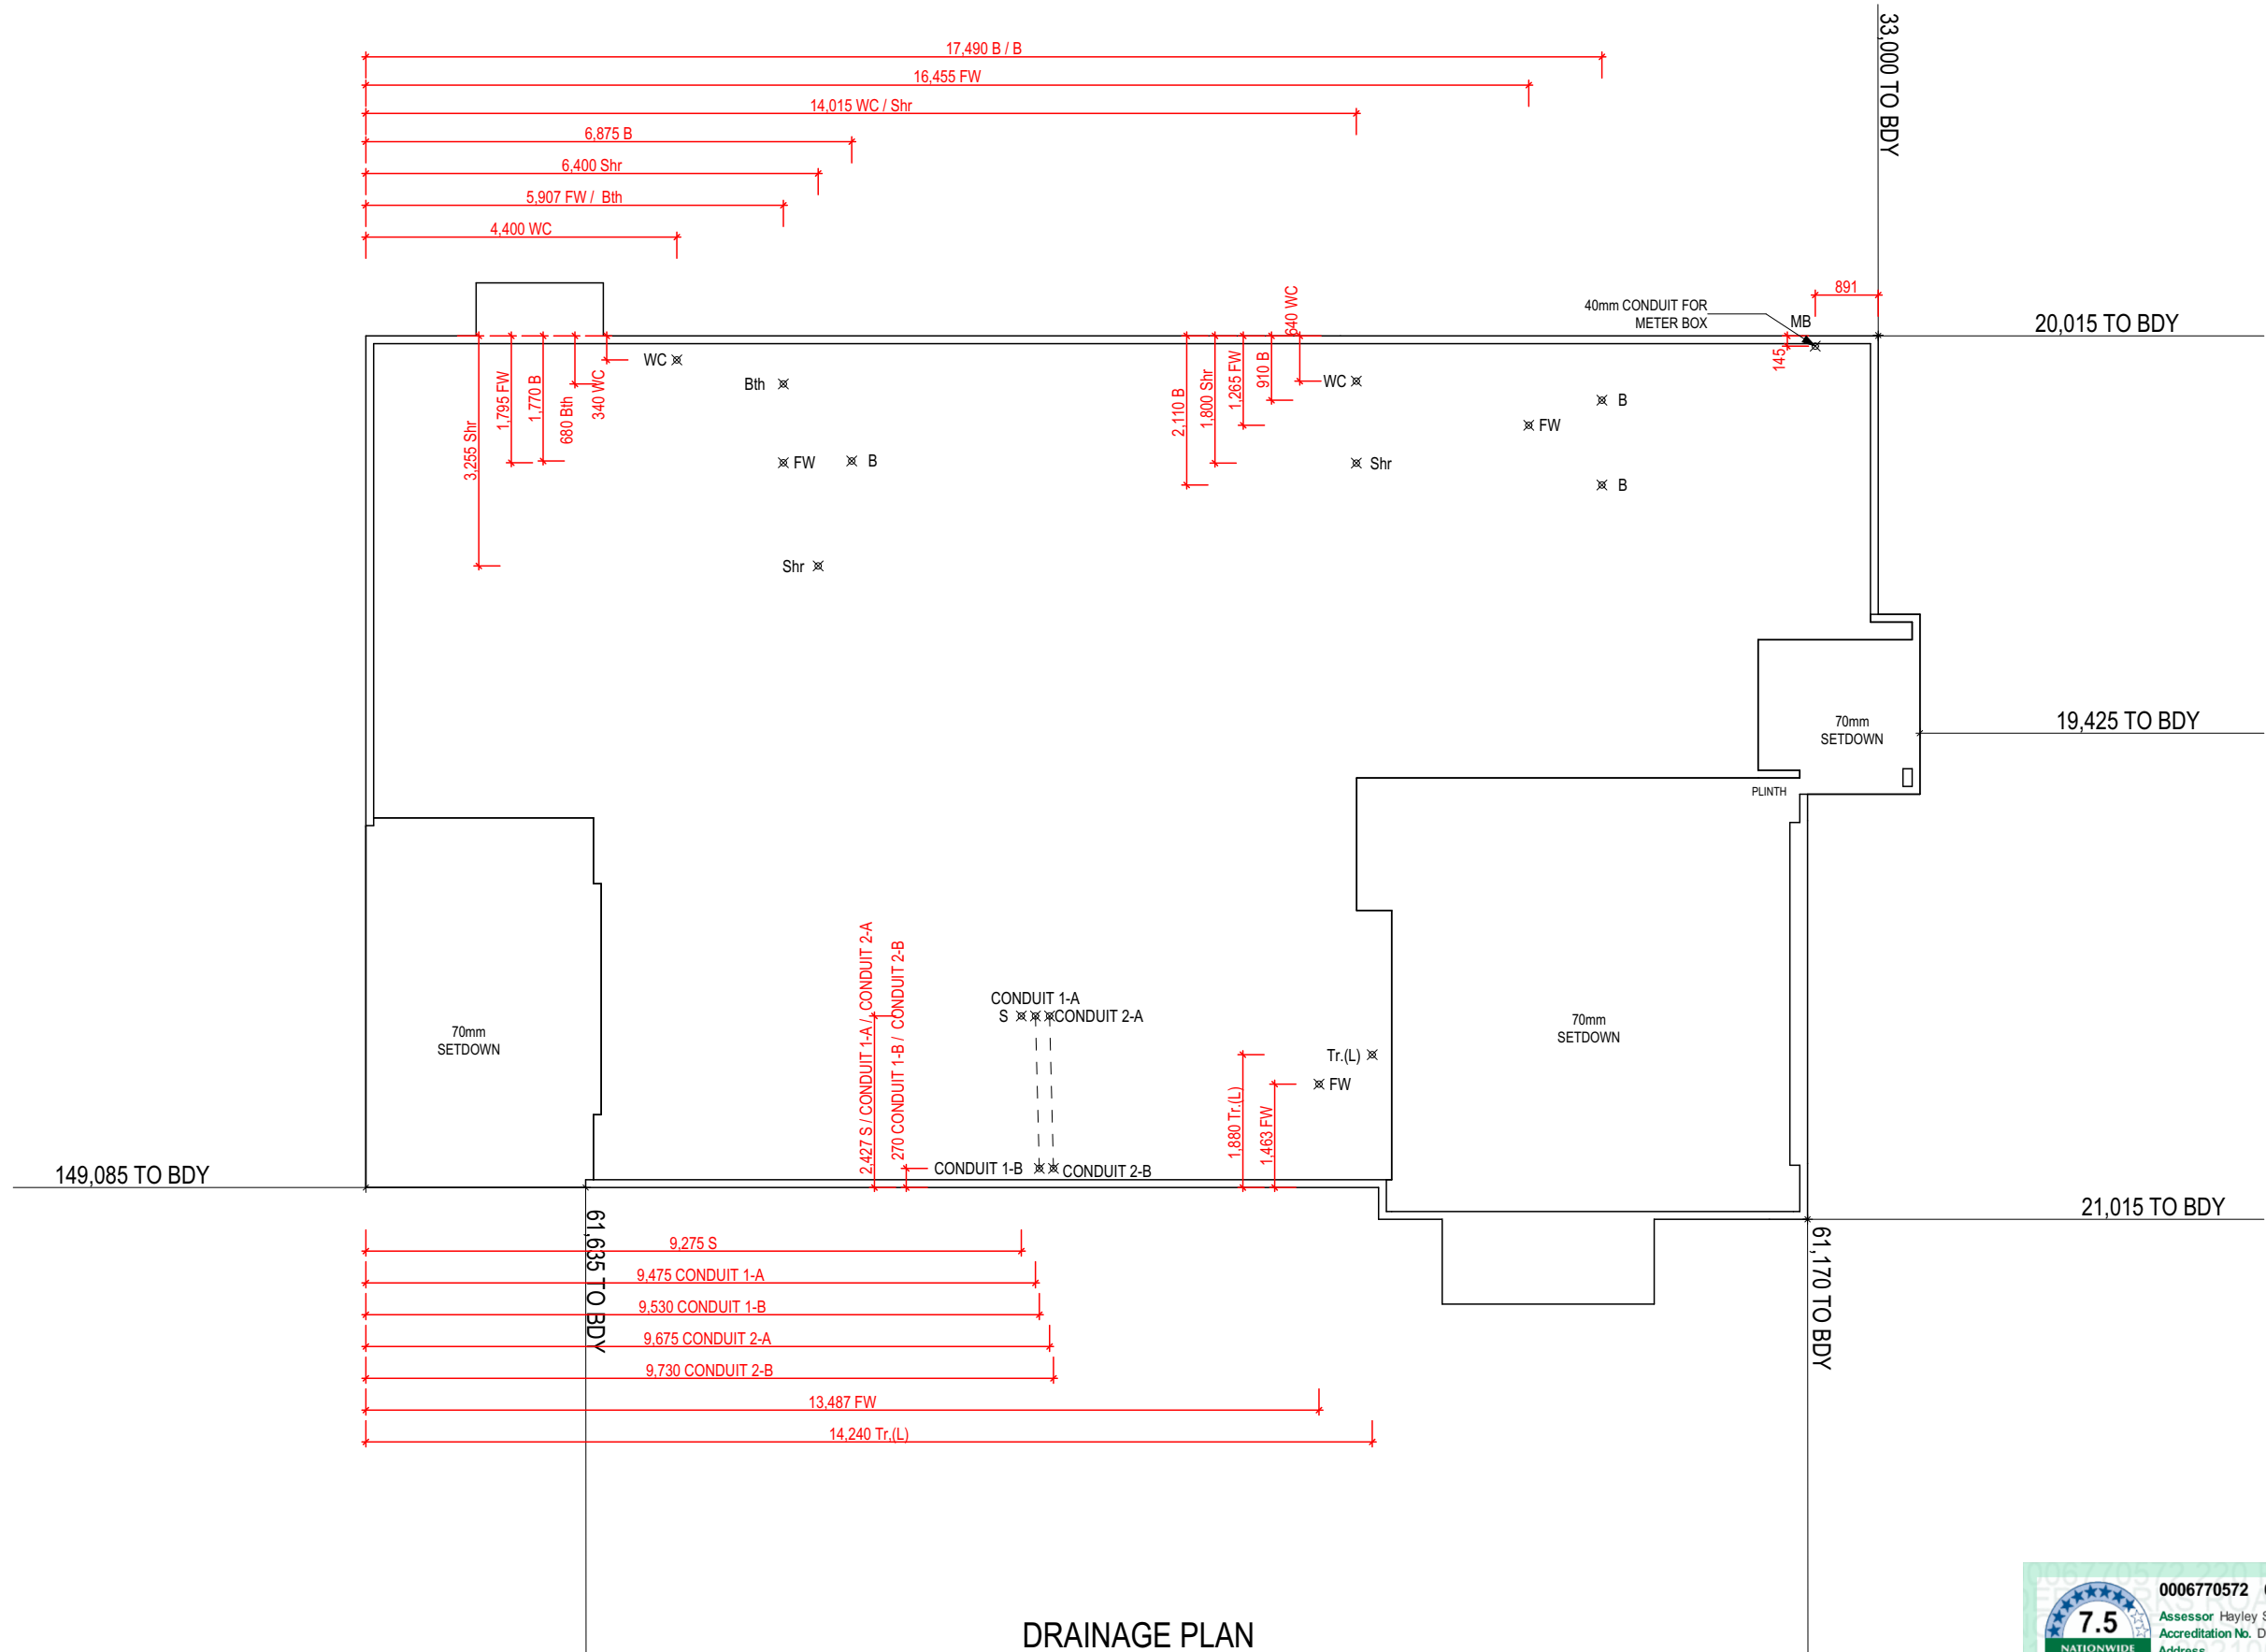 17,490 B / B
16,455 FW
14,015 WC / Shr
6,875 B
6,400 Shr
5,907 FW / Bth
4,400 WC
33,000 TO BDY
891
40mm CONDUIT FOR
METER BOX
MB
145
20,015 TO BDY
3,255 Shr
1,795 FW
1,770 B
680 Bth
340 WC
WC
Bth
FW
B
Shr
2,110 B
1,800 Shr
1,265 FW
910 B
640 WC
WC
Shr
FW
B
B
70mm
SETDOWN
19,425 TO BDY
PLINTH
70mm
SETDOWN
2,427 S / CONDUIT 1-A / CONDUIT 2-A
270 CONDUIT 1-B / CONDUIT 2-B
CONDUIT 1-A
S
CONDUIT 2-A
CONDUIT 1-B
CONDUIT 2-B
1,880 Tr.(L)
1,463 FW
Tr.(L)
FW
70mm
SETDOWN
149,085 TO BDY
61,635 TO BDY
21,015 TO BDY
61,170 TO BDY
9,275 S
9,475 CONDUIT 1-A
9,530 CONDUIT 1-B
9,675 CONDUIT 2-A
9,730 CONDUIT 2-B
13,487 FW
14,240 Tr.(L)
DRAINAGE PLAN
7.5
NATIONWIDE
0006770572
Assessor Hayley
Accreditation No.
Address